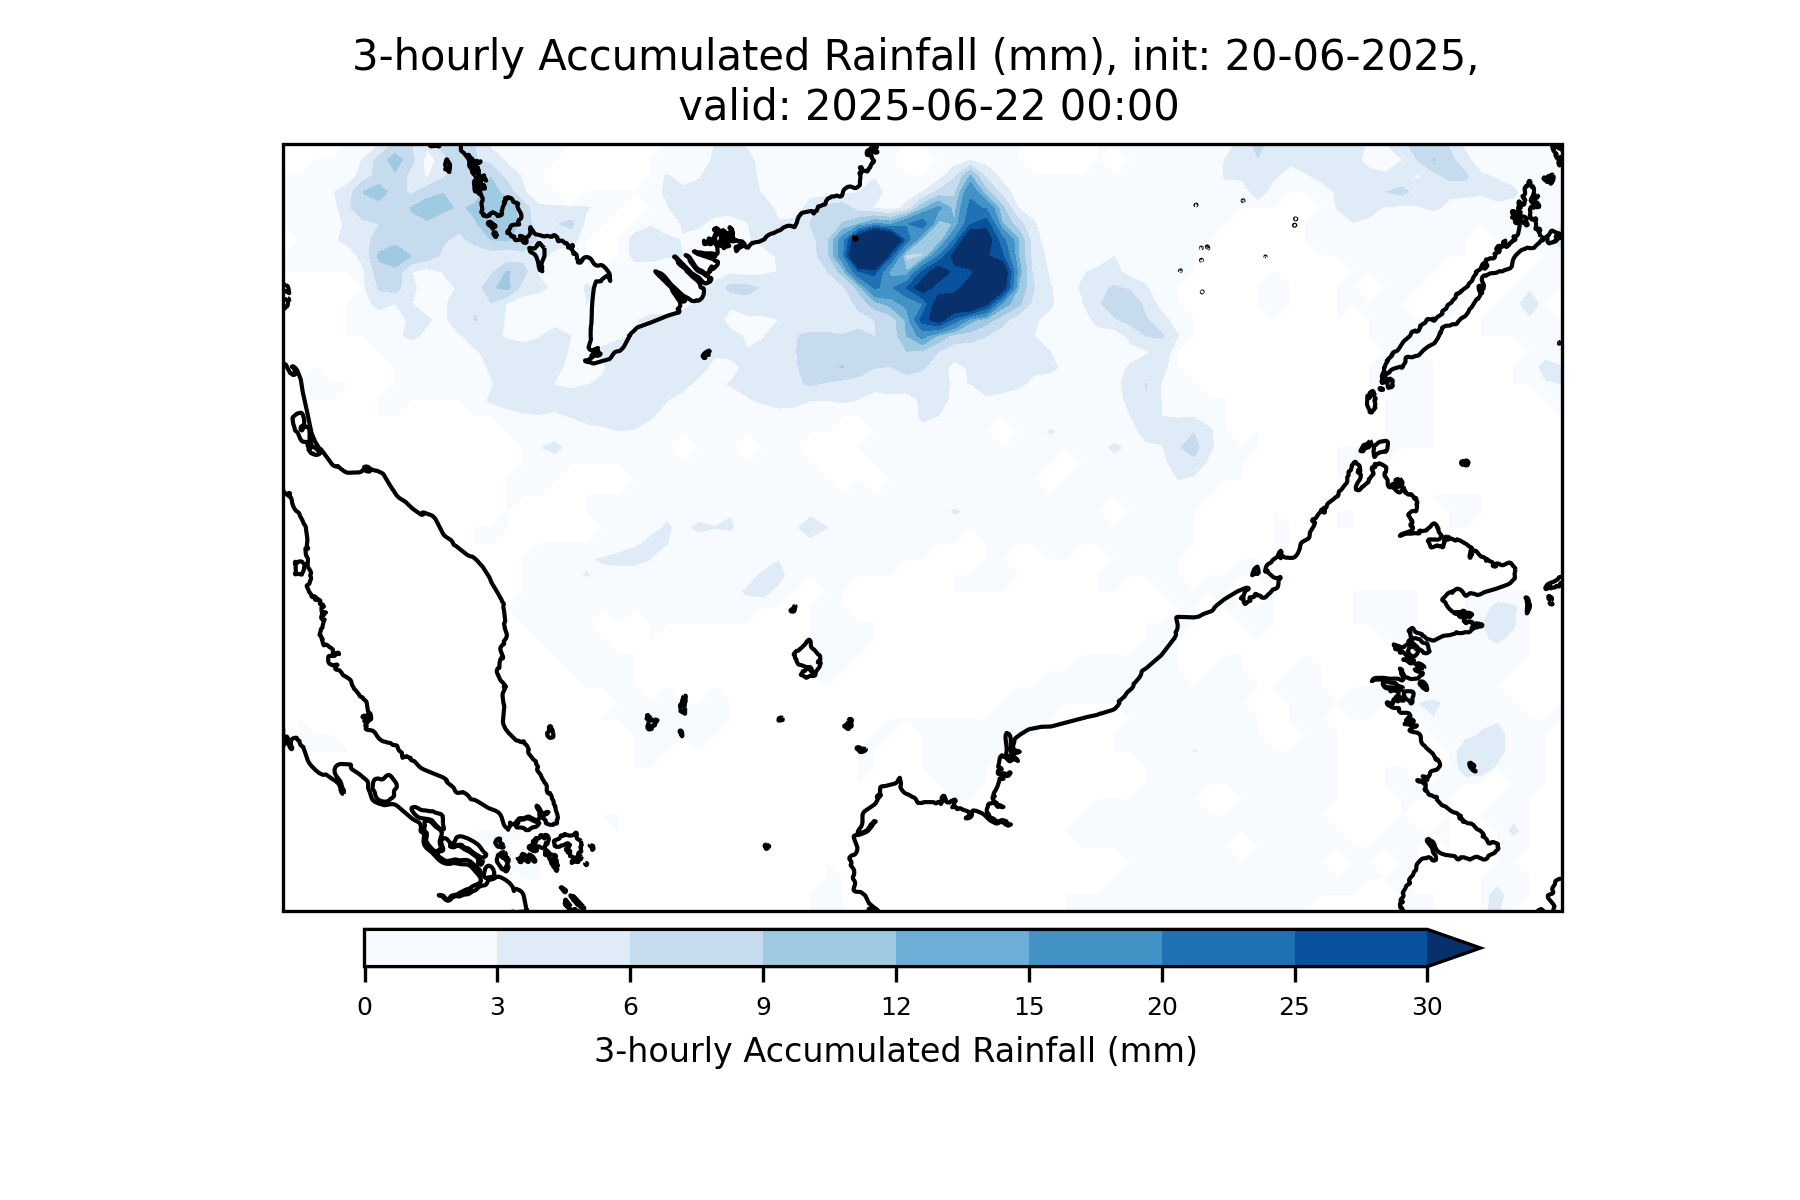 3-hourly Accumulated Rainfall (mm), init: 20-06-2025,
valid: 2025-06-22 00:00
0 3 6 9 12 15 20 25 30
3-hourly Accumulated Rainfall (mm)